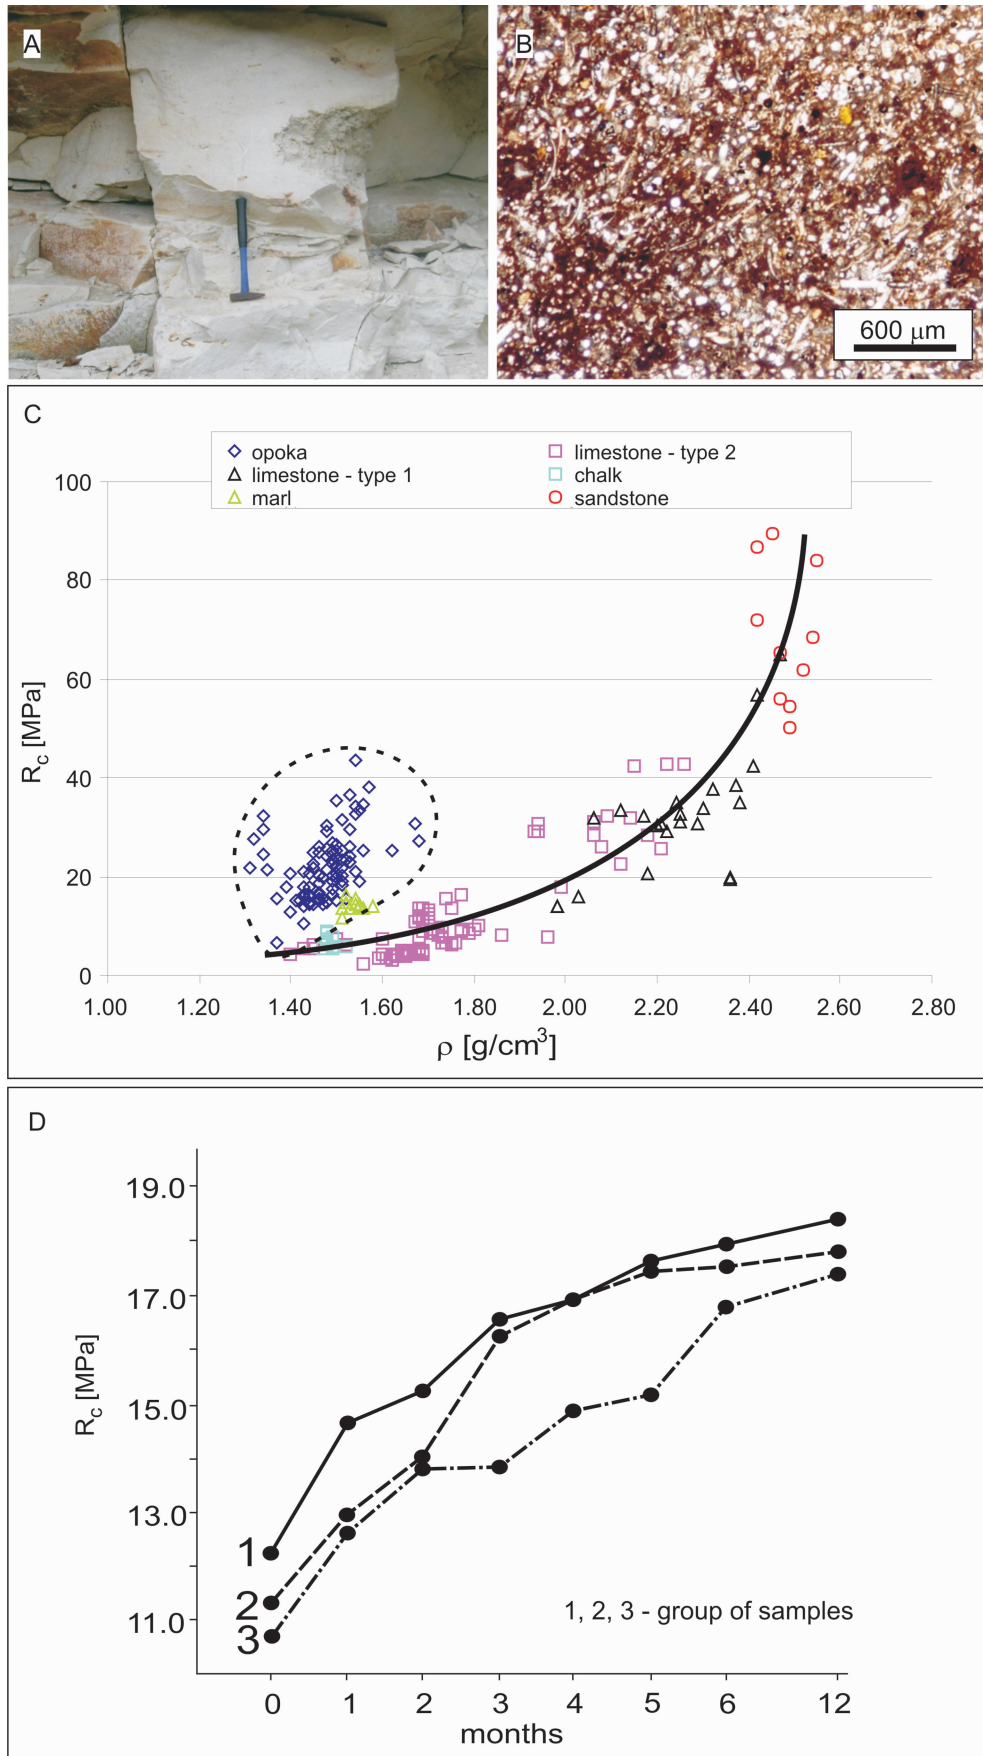 A
B
600 μm
C
opoka
limestone - type 1
marl
limestone - type 2
chalk
sandstone
100
80
60
40
20
0
Rc [MPa]
1.00 1.20 1.40 1.60 1.80 2.00 2.20 2.40 2.60 2.80
ρ [g/cm³]
D
19.0
17.0
15.0
13.0
11.0
Rc [MPa]
1
2
3
1, 2, 3 - group of samples
0 1 2 3 4 5 6 12
months